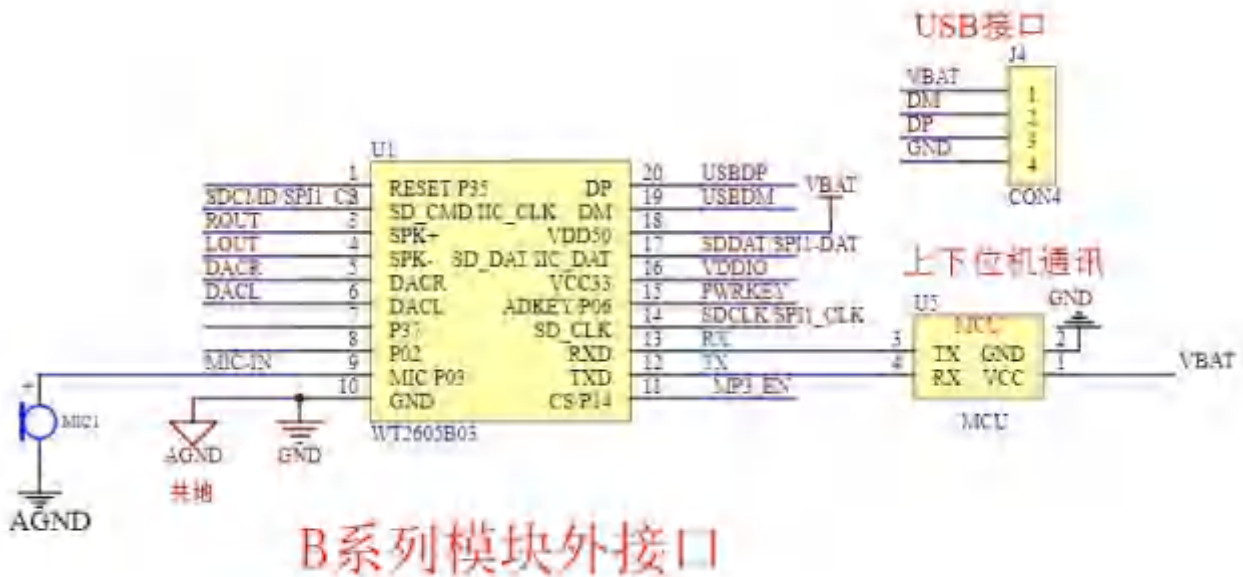 USB接口
J4
VBAT
1
DM
2
DP
3
GND
4
CON4
U1
1
RESET/P35
DP
20
USBDP
VBAT
SDCMD/SPI1_CS
SD_CMD/IIC_CLK
DM
19
USBDM
ROUT
3
SPK+
VDD50
18
LOUT
4
SPK-
SD_DAT/IIC_DAT
17
SDDAT/SPI1-DAT
DACR
5
DACR
VCC33
16
VDDIO
DACL
6
DACL
ADKEY/P06
15
PWRKEY
7
P37
SD_CLK
14
SDCLK/SPI1_CLK
8
P02
RXD
13
RX
MIC-IN
9
MIC/P03
TXD
12
TX
10
GND
CS/P14
11
MP3_EN
WT2605B03
上下位机通讯
U5
MCU
GND
3
TX
GND
2
4
RX
VCC
1
VBAT
MCU
+
MIC1
AGND
AGND
GND
共地
B系列模块外接口